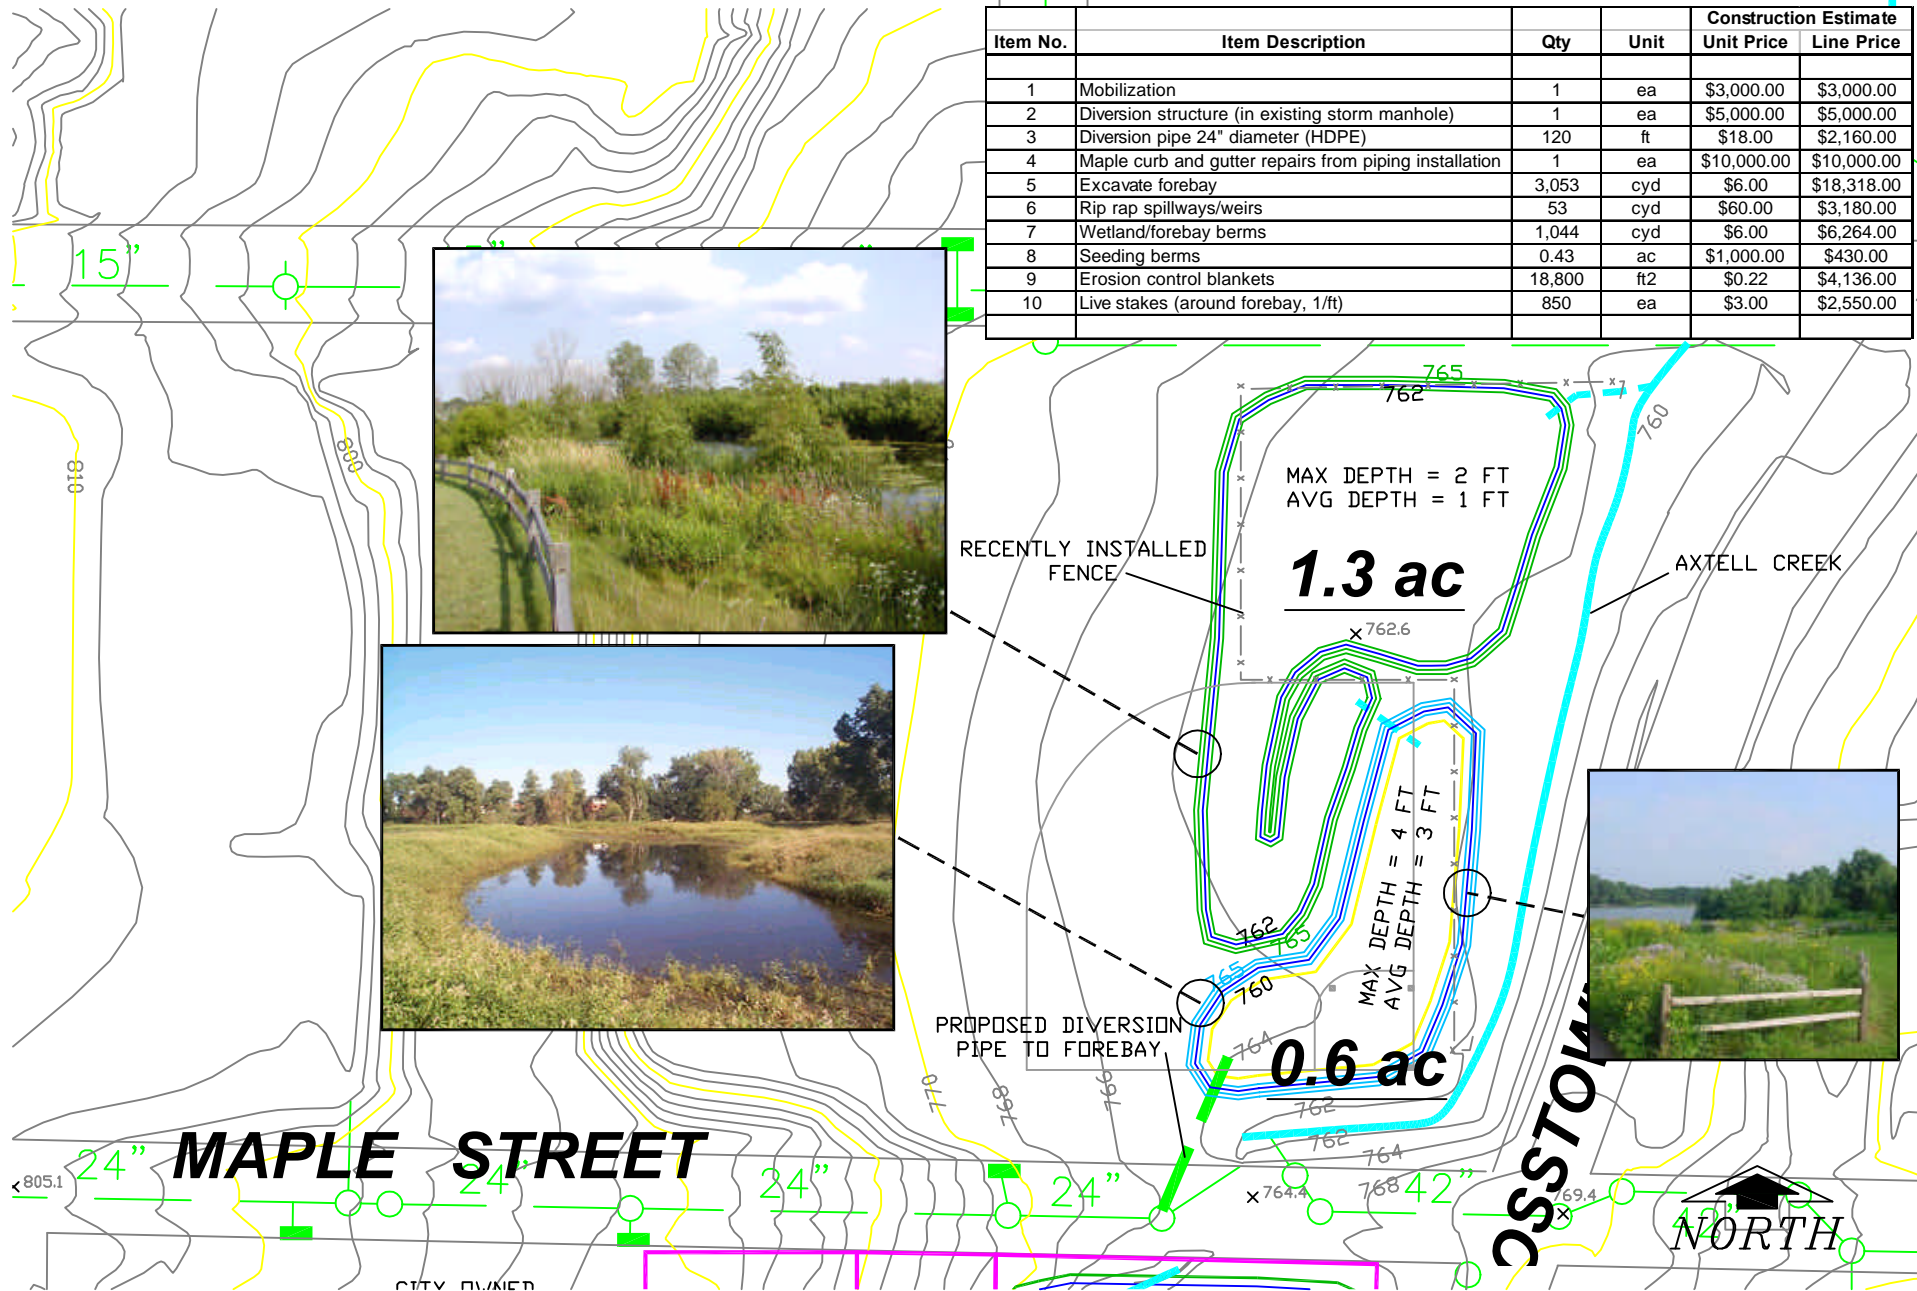 Construction Estimate
Item No. Item Description Qty Unit Unit Price Line Price
1 Mobilization 1 ea $3,000.00 $3,000.00
2 Diversion structure (in existing storm manhole) 1 ea $5,000.00 $5,000.00
3 Diversion pipe 24" diameter (HDPE) 120 ft $18.00 $2,160.00
4 Maple curb and gutter repairs from piping installation 1 ea $10,000.00 $10,000.00
5 Excavate forebay 3,053 cyd $6.00 $18,318.00
6 Rip rap spillways/weirs 53 cyd $60.00 $3,180.00
7 Wetland/forebay berms 1,044 cyd $6.00 $6,264.00
8 Seeding berms 0.43 ac $1,000.00 $430.00
9 Erosion control blankets 18,800 ft2 $0.22 $4,136.00
10 Live stakes (around forebay, 1/ft) 850 ea $3.00 $2,550.00
15"
765
762
760
800
810
MAX DEPTH = 2 FT
AVG DEPTH = 1 FT
RECENTLY INSTALLED
FENCE
1.3 ac
AXTELL CREEK
762.6
MAX DEPTH = 4 FT
AVG DEPTH = 3 FT
762
765
765
760
PROPOSED DIVERSION
PIPE TO FOREBAY
764
0.6 ac
770
768
766
762
762
764
768
MAPLE STREET
24"
24"
24"
24"
42"
42"
805.1
764.4
769.4
OSSTOW
NORTH
CITY OWNED